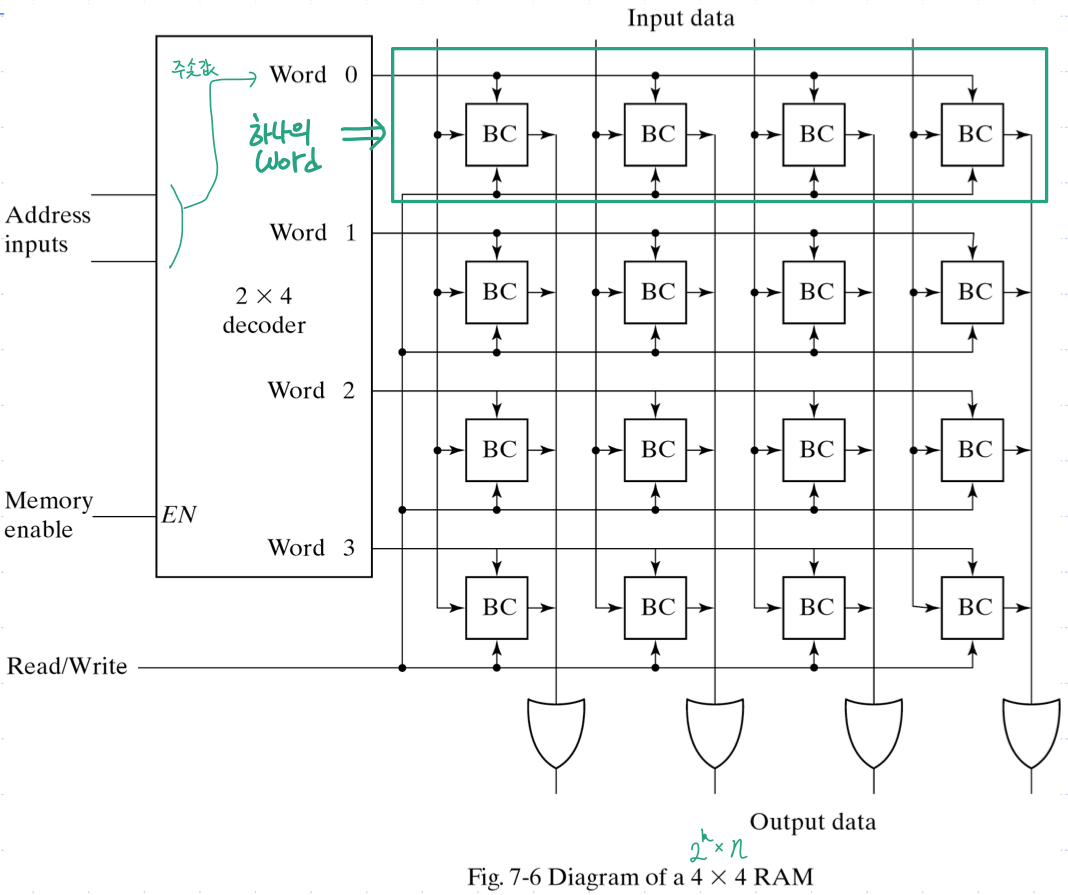 Input data
주솟값
Word 0
하나의
Word
BC BC BC BC
Address
inputs
Word 1
BC BC BC BC
2 × 4
decoder
Word 2
BC BC BC BC
Memory
enable
EN
Word 3
BC BC BC BC
Read/Write
Output data
2^k × n
Fig. 7-6 Diagram of a 4 × 4 RAM